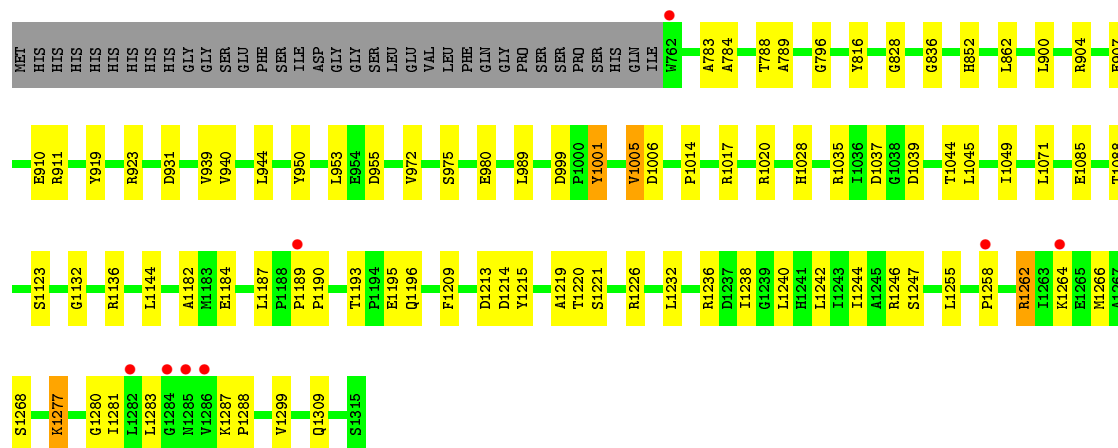 MET HIS HIS HIS HIS HIS HIS HIS HIS GLY GLY SER GLU PHE SER ILE ASP GLY GLY SER LEU GLU VAL LEU PHE GLN GLY PRO SER SER PRO SER HIS GLN ILE W762 A783 A784 T788 A789 G796 Y816 G828 G836 H852 L862 L900 R904
E910 R911 Y919 R923 D931 V939 V940 L944 Y950 L953 E954 D955 V972 S975 E980 L989 D999 P1000 Y1001 V1005 D1006 P1014 R1017 R1020 H1028 R1035 I1036 D1037 G1038 D1039 T1044 L1045 I1049 L1071 E1085
S1123 G1132 R1136 L1144 A1182 M1183 E1184 L1187 P1188 P1189 P1190 T1193 P1194 E1195 Q1196 F1209 D1213 D1214 Y1215 A1219 T1220 S1221 R1226 L1232 R1236 D1237 I1238 G1239 L1240 H1241 L1242 I1243 I1244 A1245 R1246 S1247 L1255 P1258 R1262 I1263 K1264 E1265 M1266
S1268 K1277 G1280 I1281 L1282 L1283 G1284 N1285 V1286 K1287 P1288 V1299 Q1309 S1315